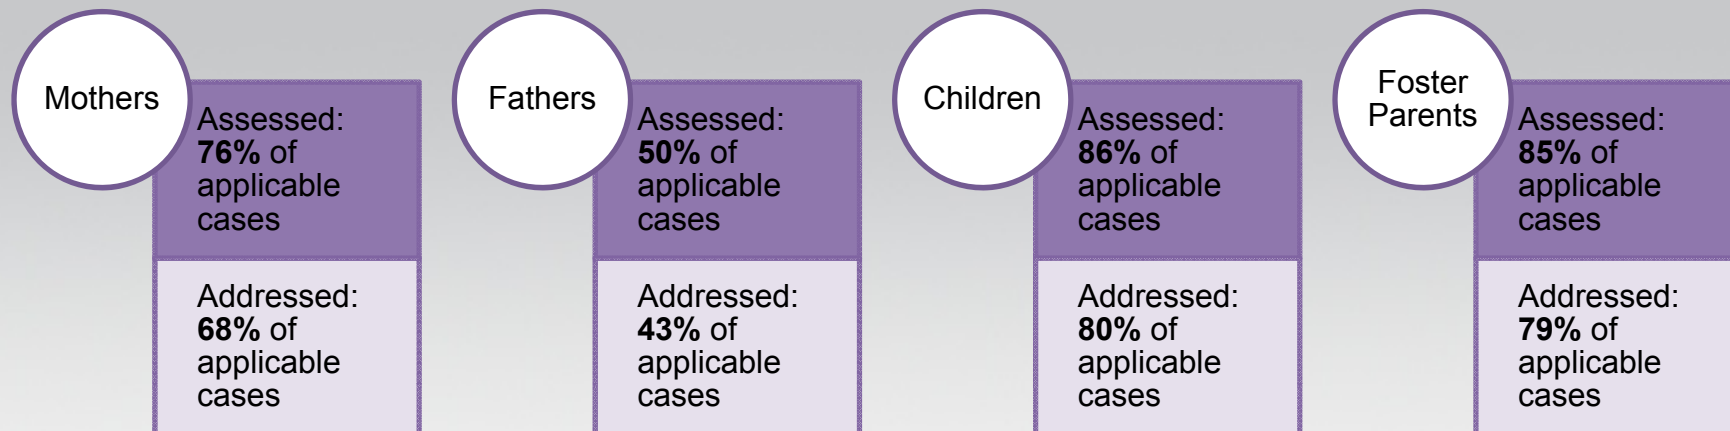 Mothers
Assessed:
76% of
applicable
cases
Addressed:
68% of
applicable
cases
Fathers
Assessed:
50% of
applicable
cases
Addressed:
43% of
applicable
cases
Children
Assessed:
86% of
applicable
cases
Addressed:
80% of
applicable
cases
Foster
Parents
Assessed:
85% of
applicable
cases
Addressed:
79% of
applicable
cases